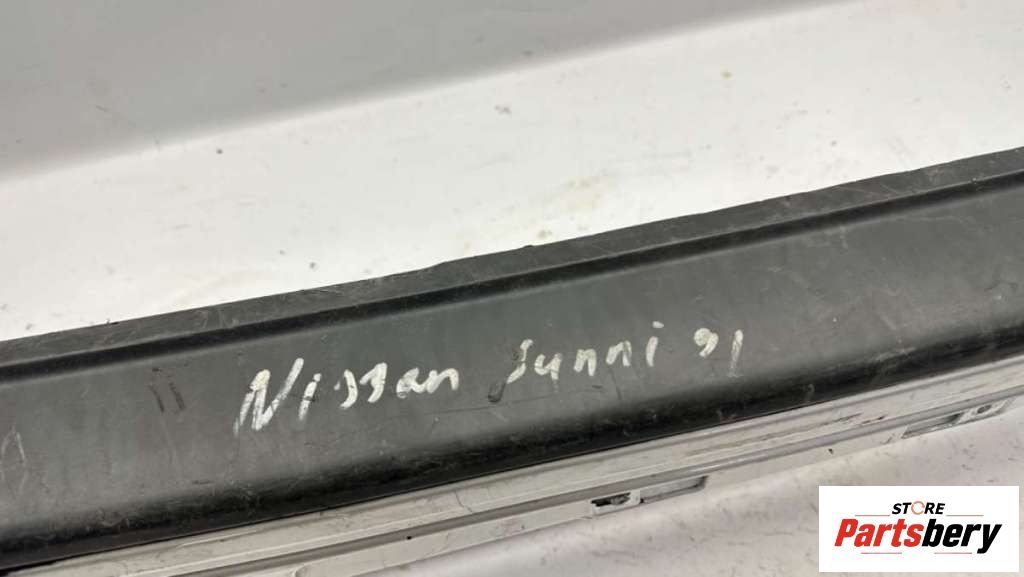 Nissan Sunni 91
STORE
Partsbery